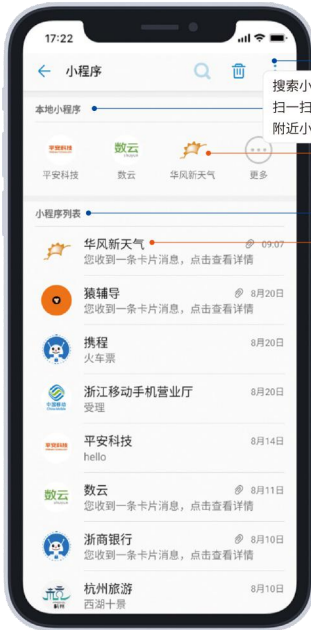 17:22
小程序
搜索小
扫一扫
附近小
本地小程序
平安科技
数云
平安科技
数云
华风新天气
更多
小程序列表
华风新天气
09:07
您收到一条卡片消息，点击查看详情
猿辅导
8月20日
您收到一条卡片消息，点击查看详情
携程
8月20日
火车票
浙江移动手机营业厅
8月20日
中国移动
受理
平安科技
平安科技
8月14日
hello
数云
数云
8月11日
您收到一条卡片消息，点击查看详情
浙商银行
8月10日
您收到一条卡片消息，点击查看详情
杭州旅游
8月10日
杭州
西湖十景